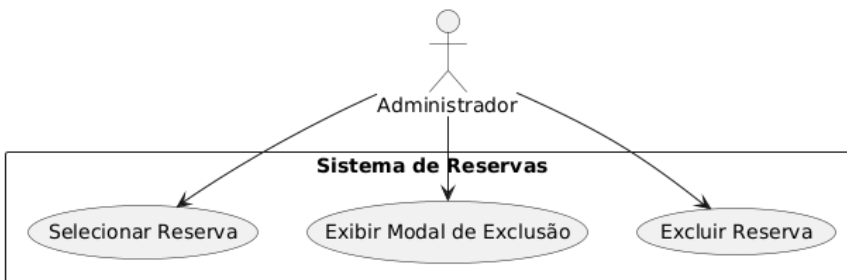 Administrador
Sistema de Reservas
Selecionar Reserva
Exibir Modal de Exclusão
Excluir Reserva